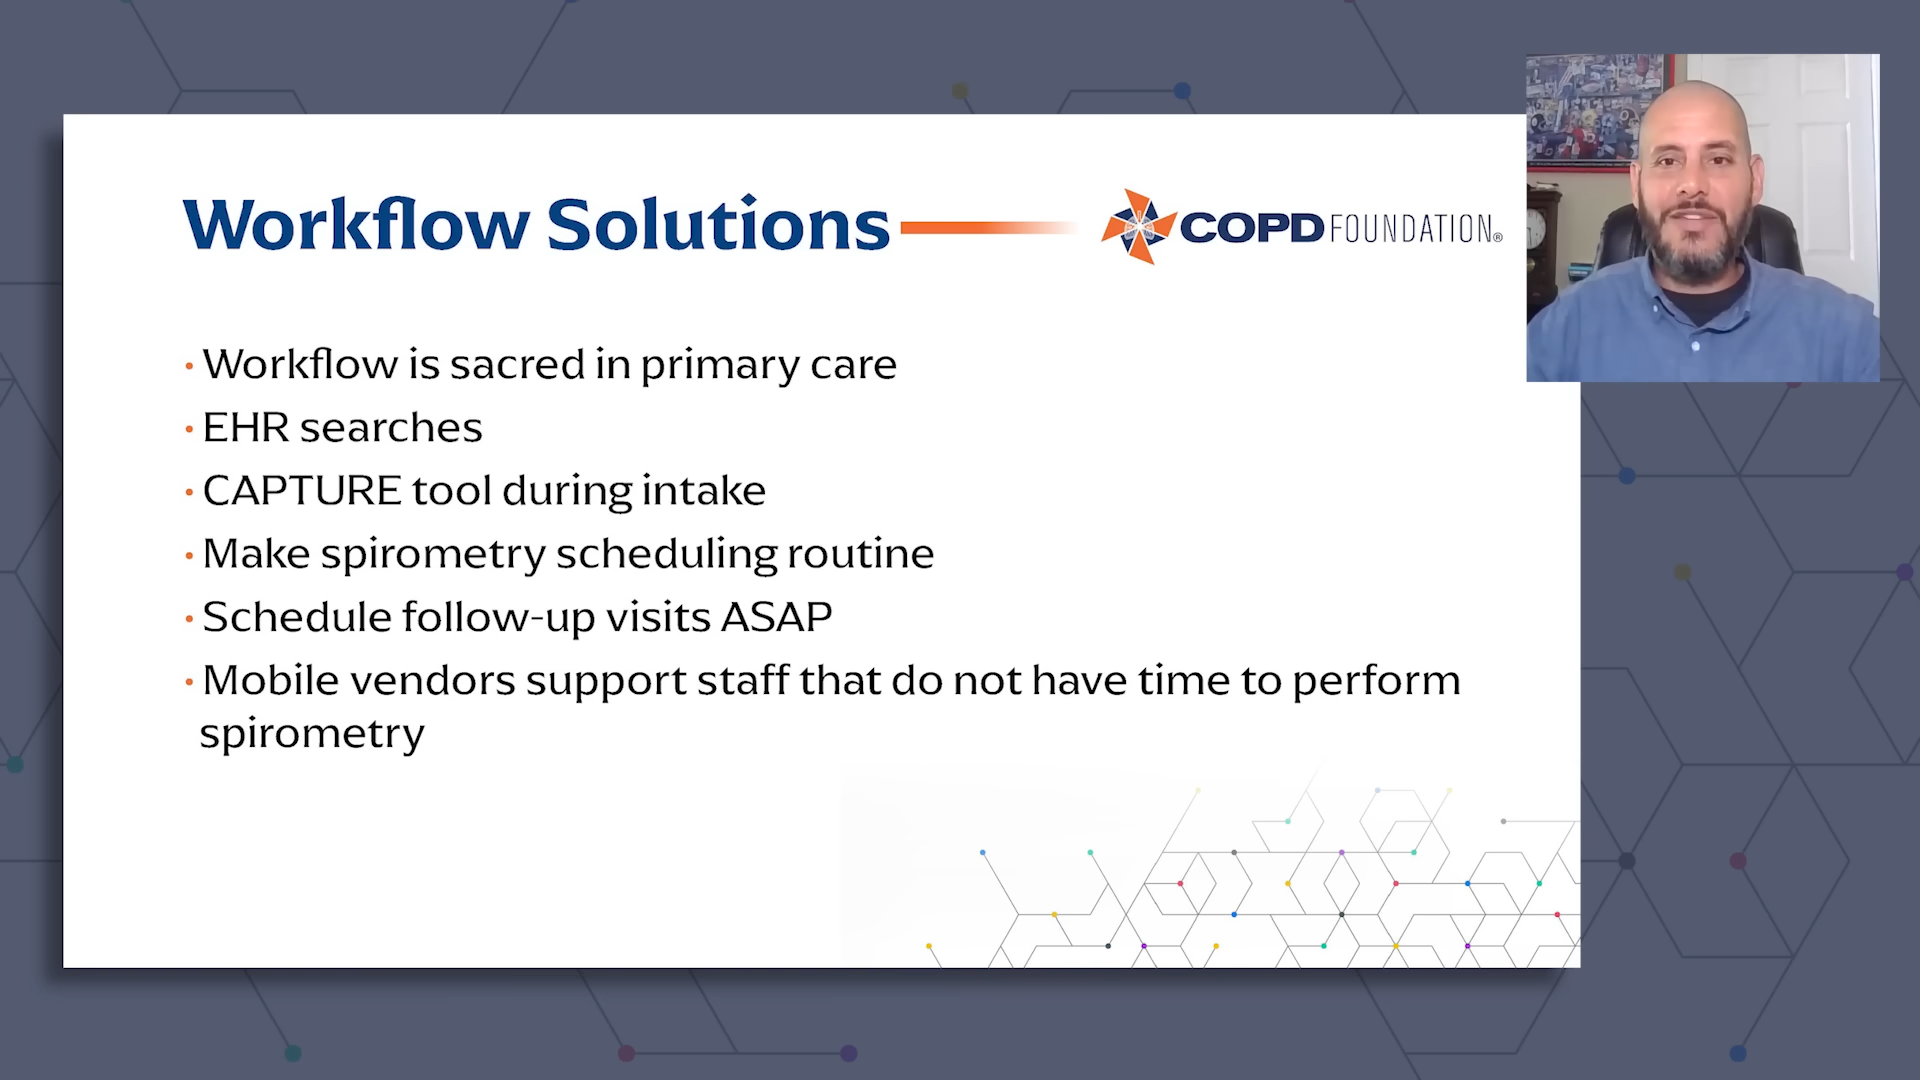 Workflow Solutions
COPD FOUNDATION®
• Workflow is sacred in primary care
• EHR searches
• CAPTURE tool during intake
• Make spirometry scheduling routine
• Schedule follow-up visits ASAP
• Mobile vendors support staff that do not have time to perform
spirometry